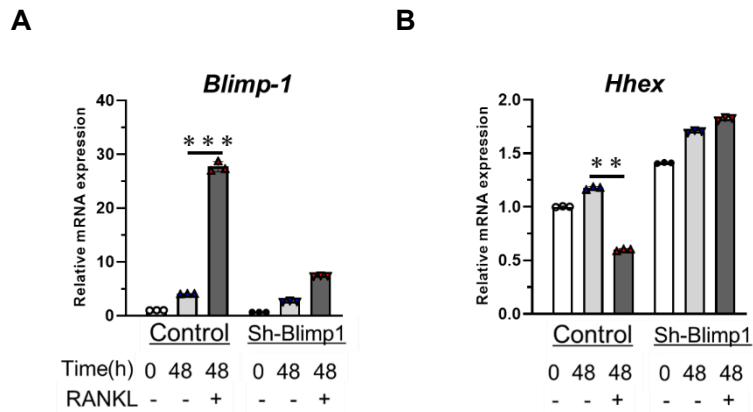 A
Blimp-1
Relative mRNA expression
40
30
20
10
0
* * *
Control Sh-Blimp1
Time(h) 0 48 48 0 48 48
RANKL - - + - - +
B
Hhex
Relative mRNA expression
2.0
1.5
1.0
0.5
0.0
* *
Control Sh-Blimp1
0 48 48 0 48 48
- - + - - +